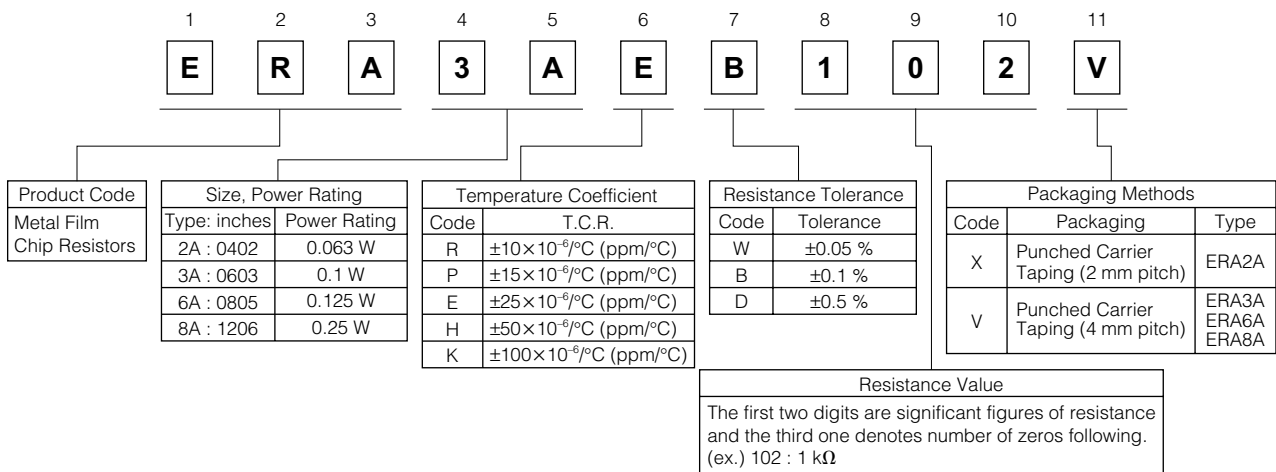 1 2 3 4 5 6 7 8 9 10 11
E R A 3 A E B 1 0 2 V
Product Code
Metal Film
Chip Resistors
Size, Power Rating
Type: inches Power Rating
2A : 0402 0.063 W
3A : 0603 0.1 W
6A : 0805 0.125 W
8A : 1206 0.25 W
Temperature Coefficient
Code T.C.R.
R ±10×10⁻⁶/°C (ppm/°C)
P ±15×10⁻⁶/°C (ppm/°C)
E ±25×10⁻⁶/°C (ppm/°C)
H ±50×10⁻⁶/°C (ppm/°C)
K ±100×10⁻⁶/°C (ppm/°C)
Resistance Tolerance
Code Tolerance
W ±0.05 %
B ±0.1 %
D ±0.5 %
Packaging Methods
Code Packaging Type
X Punched Carrier
Taping (2 mm pitch) ERA2A
V Punched Carrier
Taping (4 mm pitch) ERA3A
ERA6A
ERA8A
Resistance Value
The first two digits are significant figures of resistance
and the third one denotes number of zeros following.
(ex.) 102 : 1 kΩ